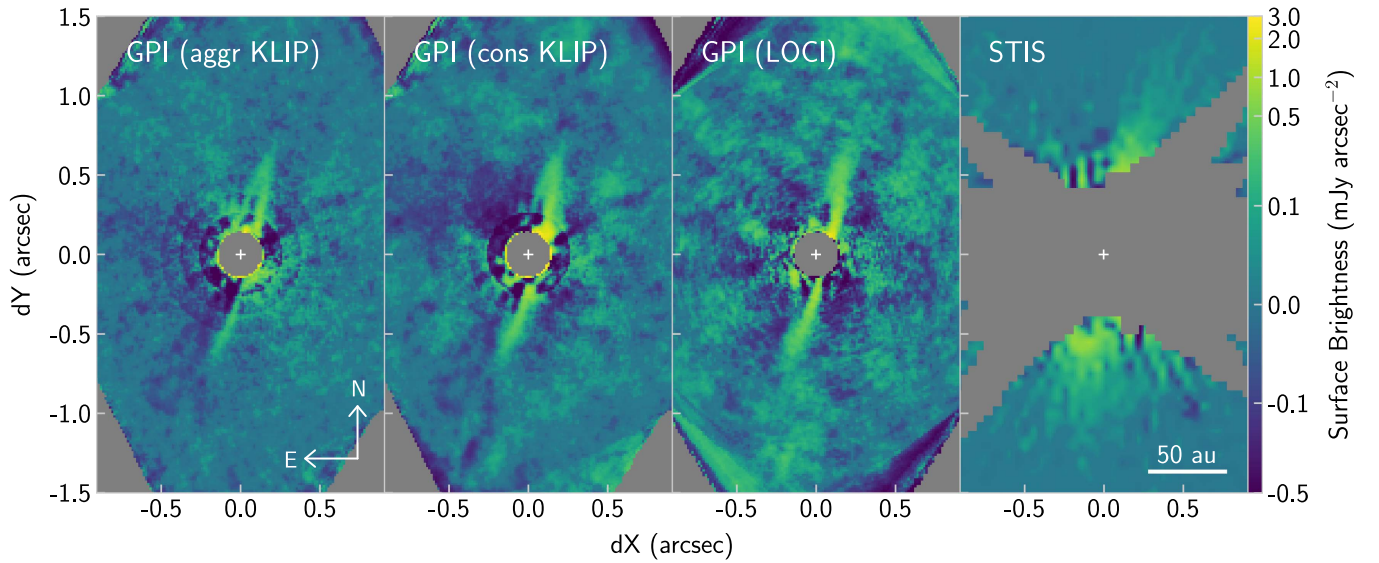 GPI (aggr KLIP)
GPI (cons KLIP)
GPI (LOCI)
STIS
1.5
1.0
0.5
0.0
-0.5
-1.0
-1.5
dY (arcsec)
N
E
50 au
-0.5 0.0 0.5
-0.5 0.0 0.5
-0.5 0.0 0.5
-0.5 0.0 0.5
dX (arcsec)
3.0
2.0
1.0
0.5
0.1
0.0
-0.1
-0.5
Surface Brightness (mJy arcsec⁻²)